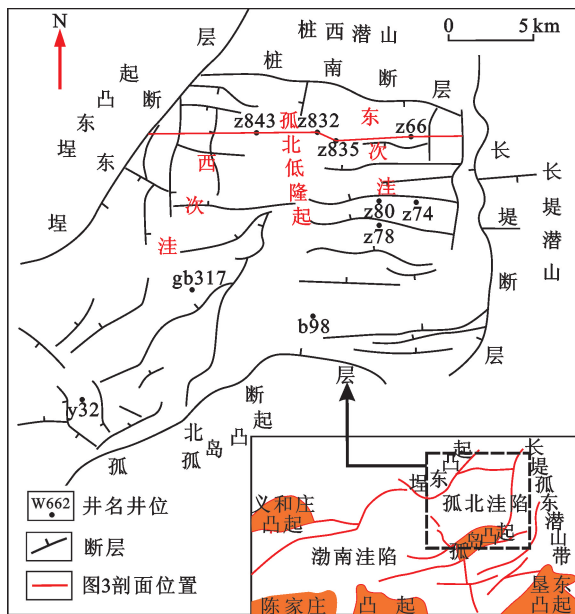 N
0 5 km
桩西潜山
桩南断层
埕东凸起
埕东断层
z843
z832
z835
z66
孤北低隆起
东次洼
西次洼
z80
z74
z78
长堤断层
长堤潜山
gb317
b98
y32
孤北断层
孤岛凸起
W662 井名井位
断层
图3剖面位置
义和庄
凸起
埕东凸起
长堤
孤东潜山带
孤北洼陷
孤岛凸起
渤南洼陷
陈家庄
凸起
垦东
凸起